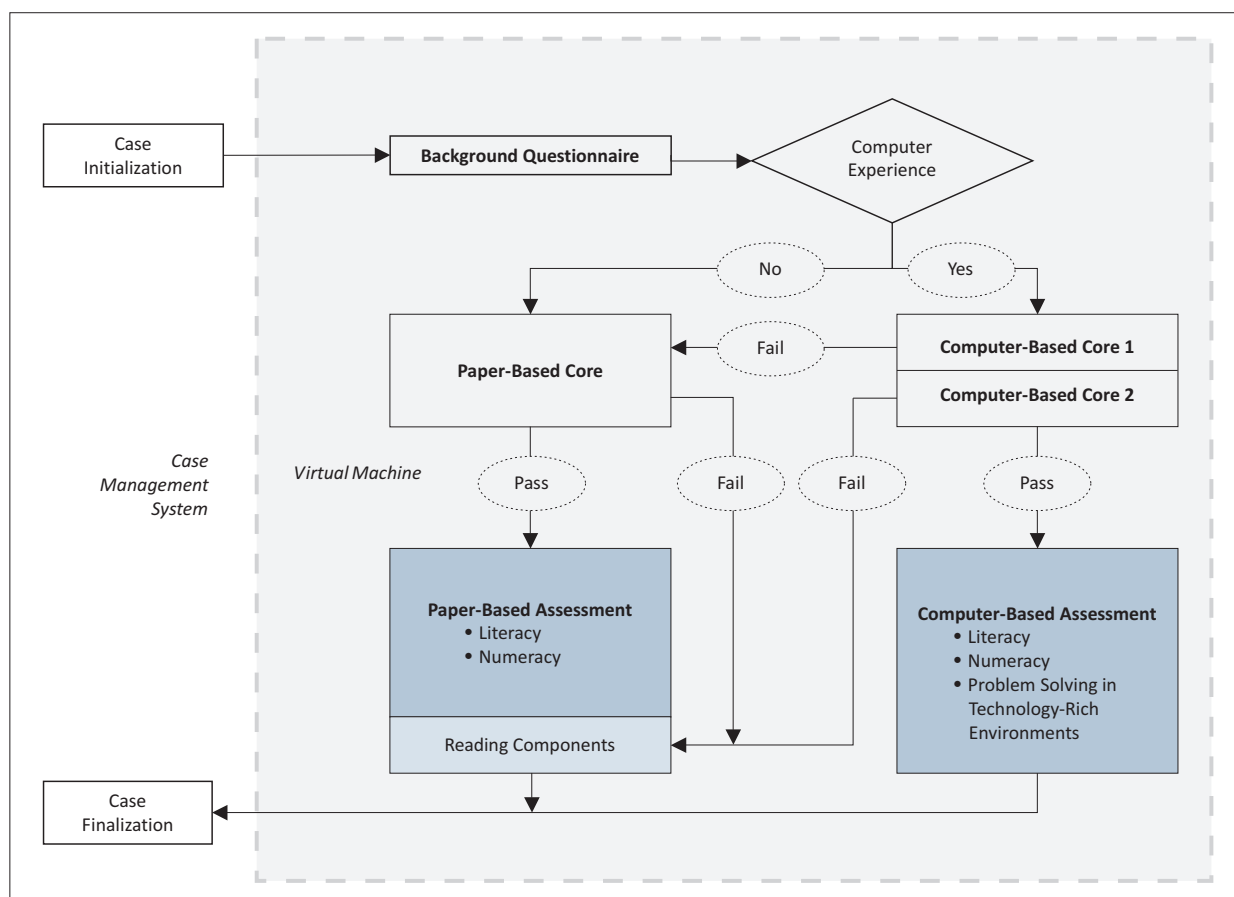 Case
Initialization
Background Questionnaire
Computer
Experience
No
Yes
Paper-Based Core
Fail
Computer-Based Core 1
Computer-Based Core 2
Case
Management
System
Virtual Machine
Pass
Fail
Fail
Pass
Paper-Based Assessment
• Literacy
• Numeracy
Reading Components
Computer-Based Assessment
• Literacy
• Numeracy
• Problem Solving in
Technology-Rich
Environments
Case
Finalization